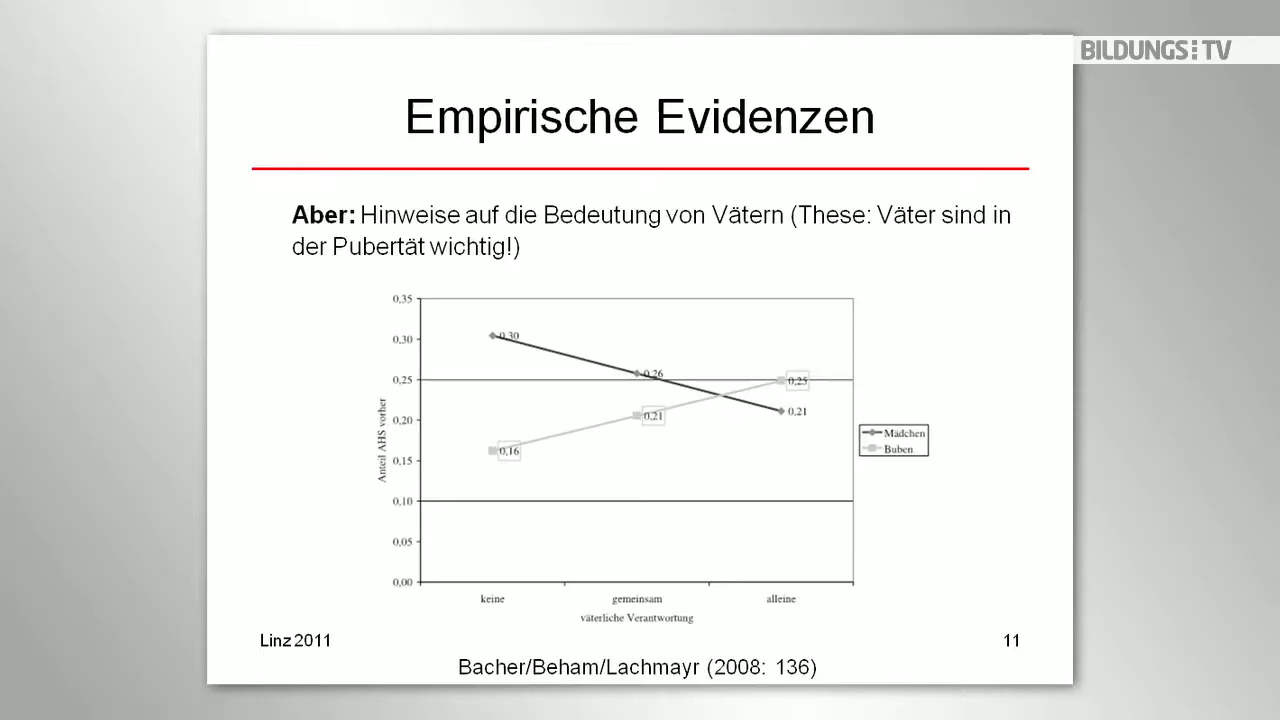 BILDUNGS TV
Empirische Evidenzen
Aber: Hinweise auf die Bedeutung von Vätern (These: Väter sind in
der Pubertät wichtig!)
0,35
0,30
0,25
0,20
0,15
0,10
0,05
0,00
Anteil AHS vorher
0,30
0,26
0,21
0,16
0,21
0,25
Mädchen
Buben
keine
gemeinsam
alleine
väterliche Verantwortung
Linz 2011
11
Bacher/Beham/Lachmayr (2008: 136)